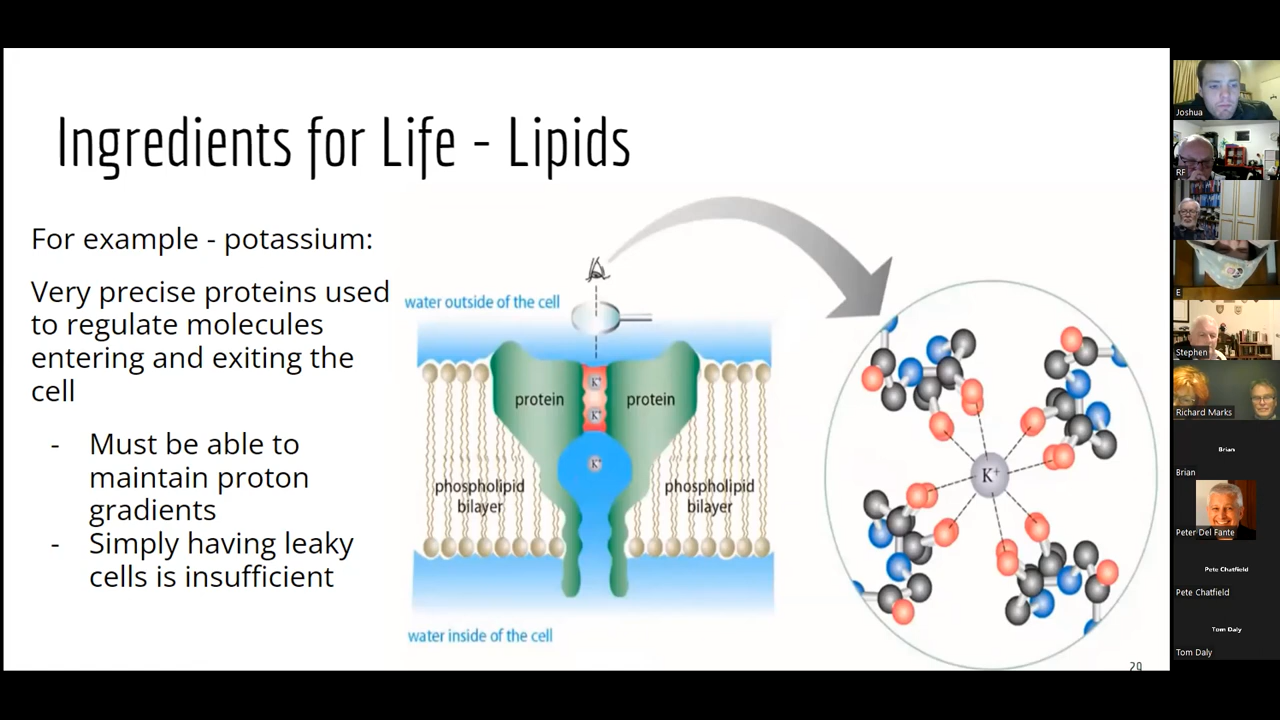 Ingredients for Life - Lipids
For example - potassium:
Very precise proteins used
to regulate molecules
entering and exiting the
cell
- Must be able to
maintain proton
gradients
- Simply having leaky
cells is insufficient
water outside of the cell
protein
protein
K+
K+
K+
phospholipid
bilayer
phospholipid
bilayer
water inside of the cell
K+
29
Joshua
RF
E
Stephen
Richard Marks
Brian
Brian
Peter Del Fante
Pete Chatfield
Pete Chatfield
Tom Daly
Tom Daly